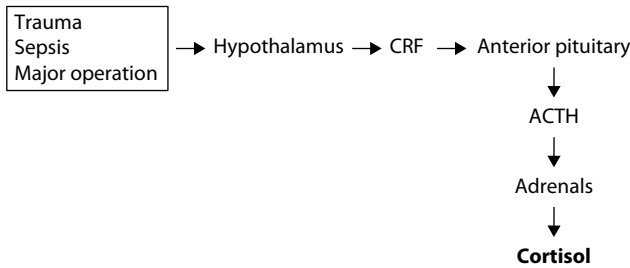 Trauma
Sepsis
Major operation
Hypothalamus
CRF
Anterior pituitary
ACTH
Adrenals
Cortisol